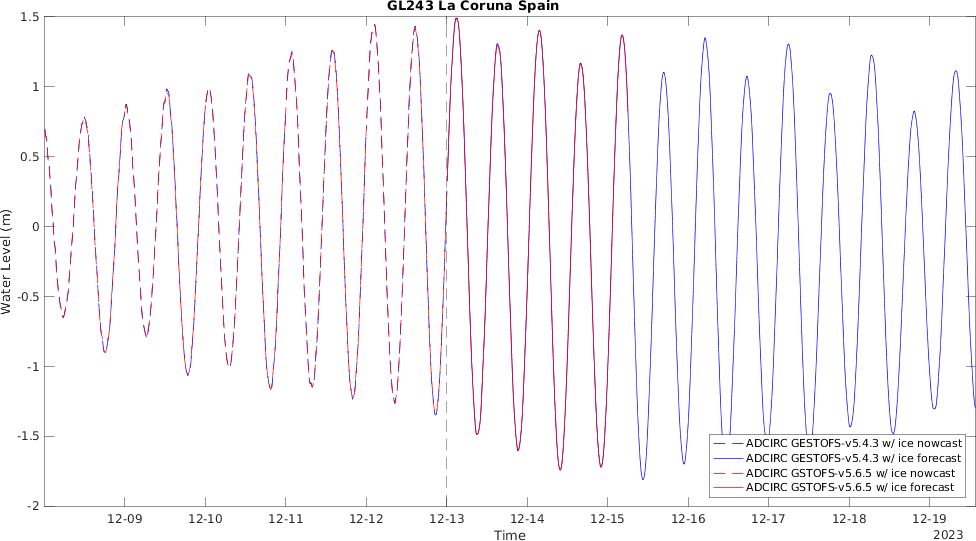 GL243 La Coruna Spain
1.5
1
0.5
0
-0.5
-1
-1.5
-2
Water Level (m)
12-09 12-10 12-11 12-12 12-13 12-14 12-15 12-16 12-17 12-18 12-19
Time
2023
ADCIRC GESTOFS-v5.4.3 w/ ice nowcast
ADCIRC GESTOFS-v5.4.3 w/ ice forecast
ADCIRC GSTOFS-v5.6.5 w/ ice nowcast
ADCIRC GSTOFS-v5.6.5 w/ ice forecast